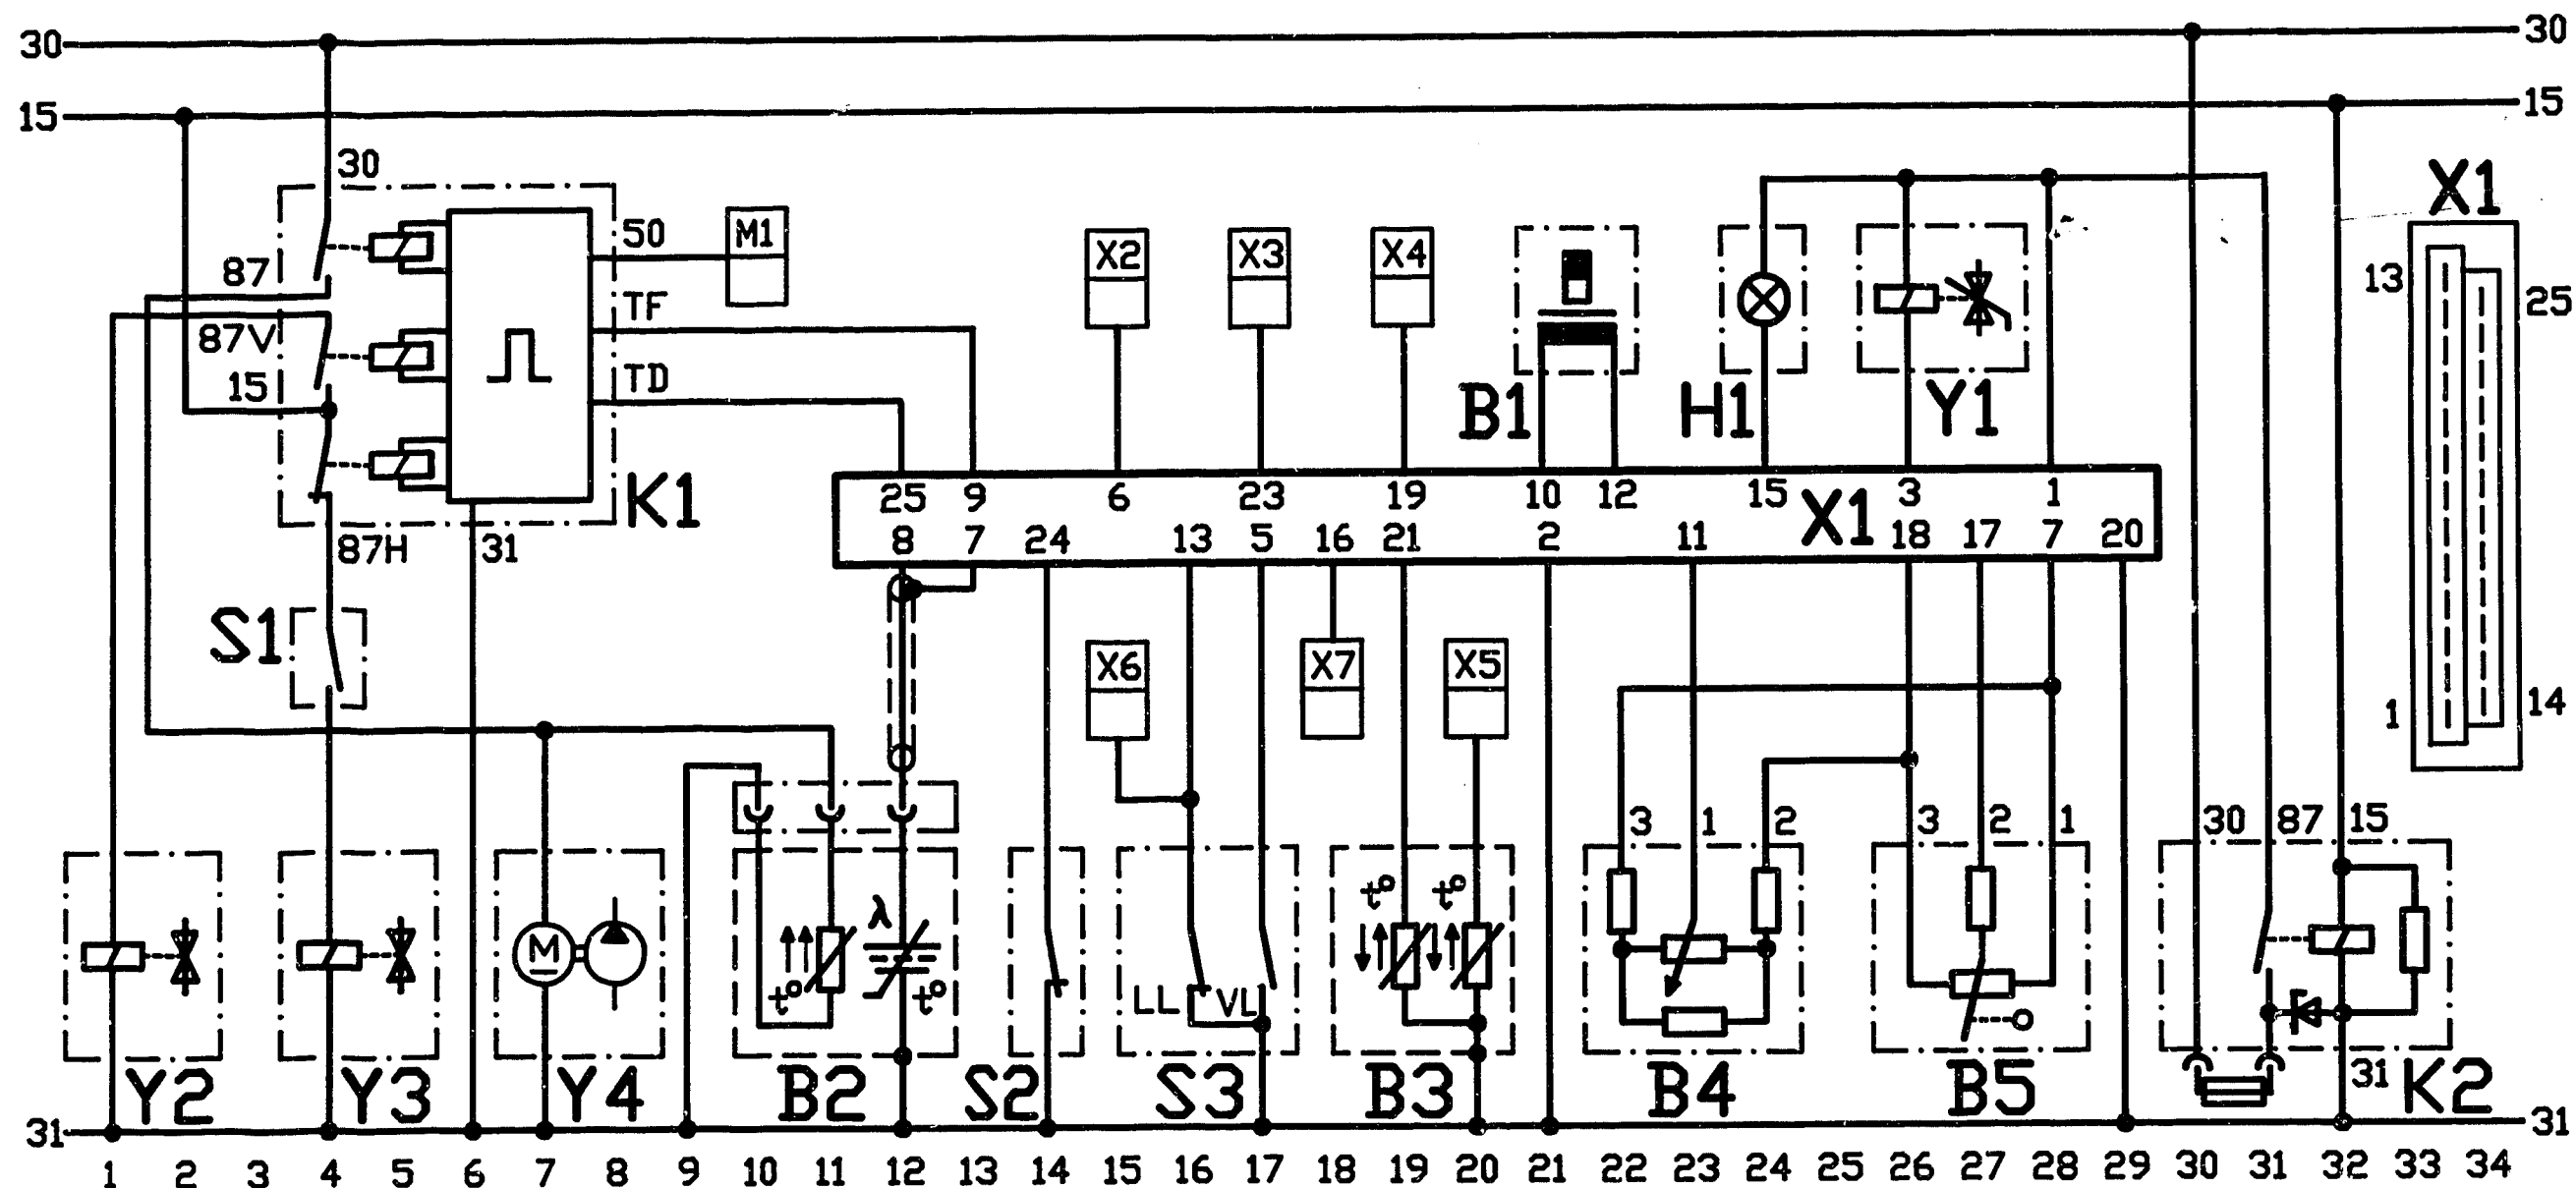 30 30
15 15
30
X1
50 M1
X2 X3 X4
87
13 25
TF
87V
15
TD
B1 H1 Y1
K1
25 9 6 23 19 10 12 15 3 1
X1
8 7 24 13 5 16 21 2 11 18 17 7 20
87H 31
S1
X6 X7 X5
1 14
3 1 2 3 2 1 30 87 15
λ
t° t°
M
t° t°
LL VL
31
Y2 Y3 Y4 B2 S2 S3 B3 B4 B5 K2
31 31
1 2 3 4 5 6 7 8 9 10 11 12 13 14 15 16 17 18 19 20 21 22 23 24 25 26 27 28 29 30 31 32 33 34